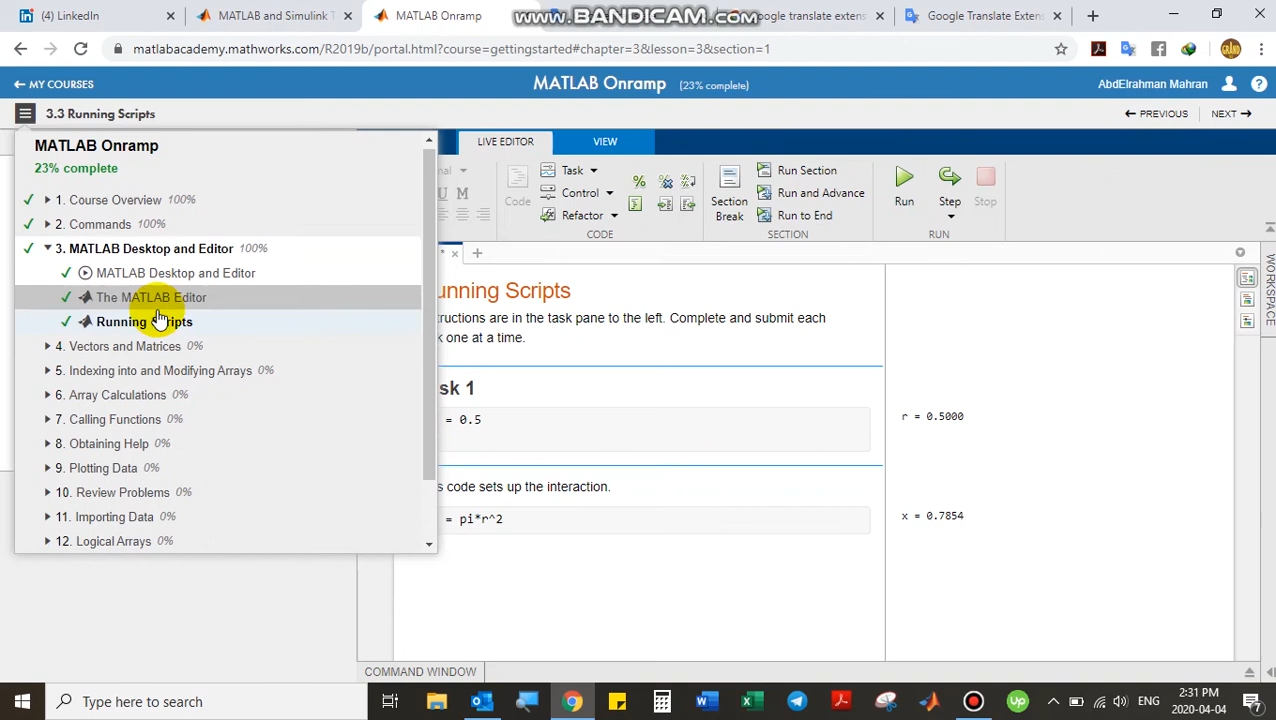 (4) LinkedIn
MATLAB and Simulink T
MATLAB Onramp
www.BANDICAM.com
Google translate exten
Google Translate Exten
matlabacademy.mathworks.com/R2019b/portal.html?course=gettingstarted#chapter=3&lesson=3&section=1
MY COURSES
MATLAB Onramp (23% complete)
AbdElrahman Mahran
3.3 Running Scripts
PREVIOUS
NEXT
MATLAB Onramp
23% complete
1. Course Overview 100%
2. Commands 100%
3. MATLAB Desktop and Editor 100%
MATLAB Desktop and Editor
The MATLAB Editor
Running Scripts
4. Vectors and Matrices 0%
5. Indexing into and Modifying Arrays 0%
6. Array Calculations 0%
7. Calling Functions 0%
8. Obtaining Help 0%
9. Plotting Data 0%
10. Review Problems 0%
11. Importing Data 0%
12. Logical Arrays 0%
LIVE EDITOR
VIEW
mal
U M
Code
Task
Control
Refactor
CODE
Section Break
Run Section
Run and Advance
Run to End
SECTION
Run
Step
Stop
RUN
WORKSPACE
unning Scripts
tructions are in the task pane to the left. Complete and submit each
k one at a time.
sk 1
= 0.5
r = 0.5000
s code sets up the interaction.
= pi*r^2
x = 0.7854
COMMAND WINDOW
Type here to search
ENG
2:31 PM
2020-04-04